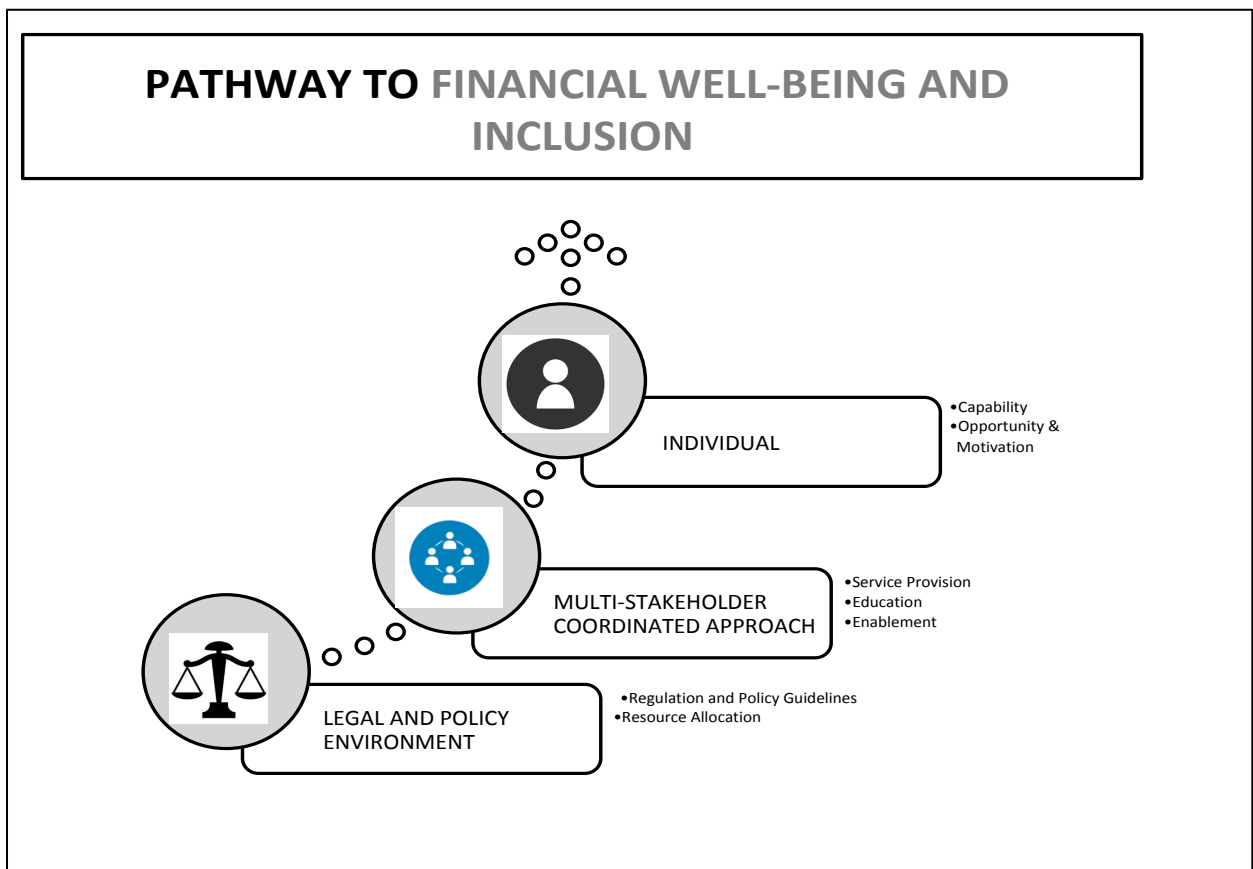 PATHWAY TO FINANCIAL WELL-BEING AND
INCLUSION
INDIVIDUAL
•Capability
•Opportunity &
Motivation
MULTI-STAKEHOLDER
COORDINATED APPROACH
•Service Provision
•Education
•Enablement
LEGAL AND POLICY
ENVIRONMENT
•Regulation and Policy Guidelines
•Resource Allocation